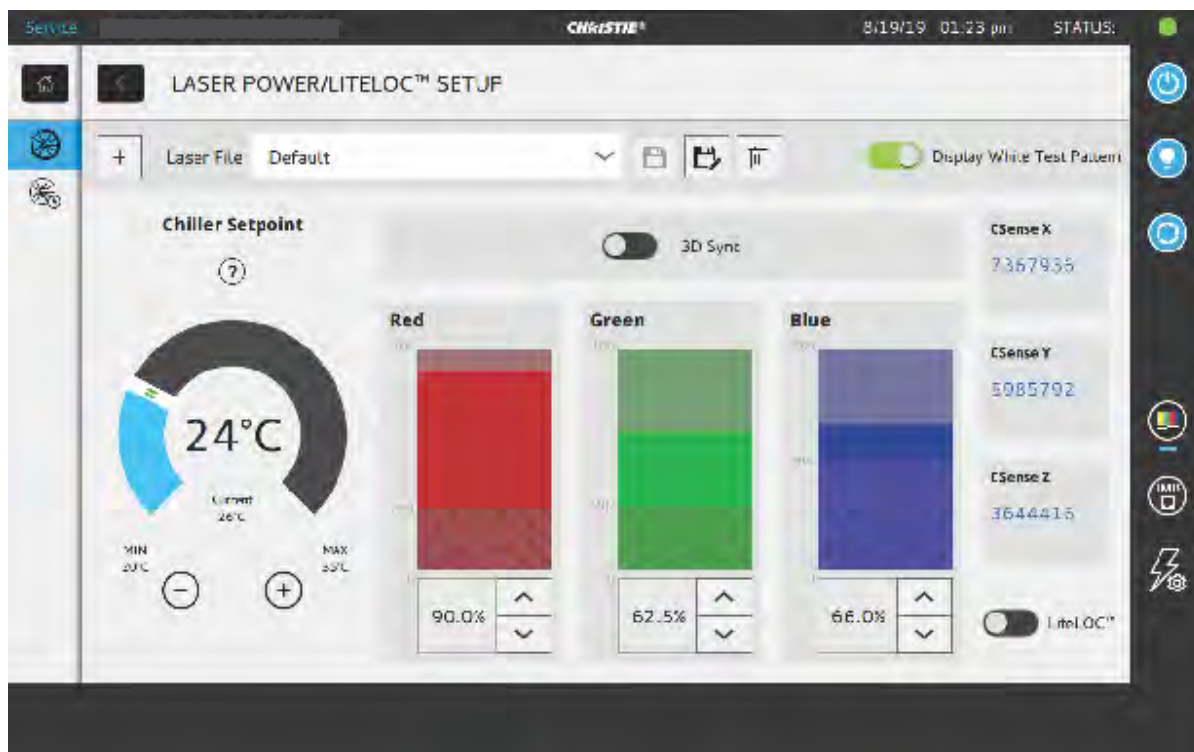 Service CHRISTIE® 8/19/19 01:23 pm STATUS:
LASER POWER/LITELOC™ SETUP
+ Laser File Default Display White Test Pattern
Chiller Setpoint
?
3D Sync
CSense X
7367936
Red Green Blue
CSense Y
5985792
24°C
Current
26°C
CSense Z
3644416
MIN
20°C
MAX
35°C
90.0% 62.5% 66.0%
LiteLOC™